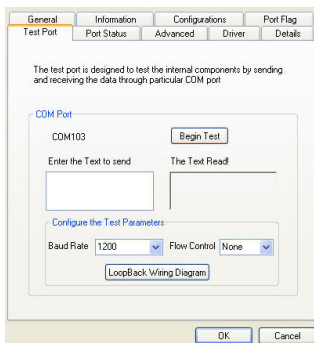 General Information Configurations Port Flag
Test Port Port Status Advanced Driver Details
The test port is designed to test the internal components by sending
and receiving the data through particular COM port
COM Port
COM103 Begin Test
Enter the Text to send The Text Read!
Configure the Test Parameters
Baud Rate 1200 Flow Control None
LoopBack Wiring Diagram
OK Cancel